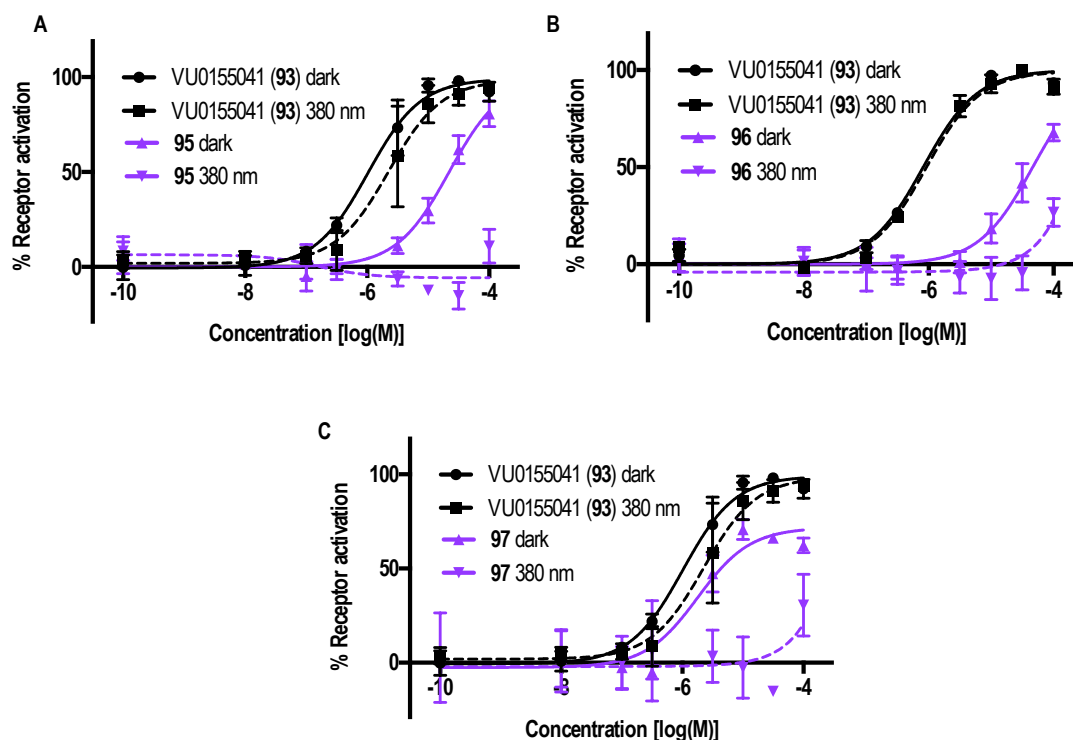 A
% Receptor activation
100
50
0
VU0155041 (93) dark
VU0155041 (93) 380 nm
95 dark
95 380 nm
-10
-8
-6
-4
Concentration [log(M)]
B
% Receptor activation
100
50
0
VU0155041 (93) dark
VU0155041 (93) 380 nm
96 dark
96 380 nm
-10
-8
-6
-4
Concentration [log(M)]
C
% Receptor activation
100
50
0
VU0155041 (93) dark
VU0155041 (93) 380 nm
97 dark
97 380 nm
-10
-8
-6
-4
Concentration [log(M)]